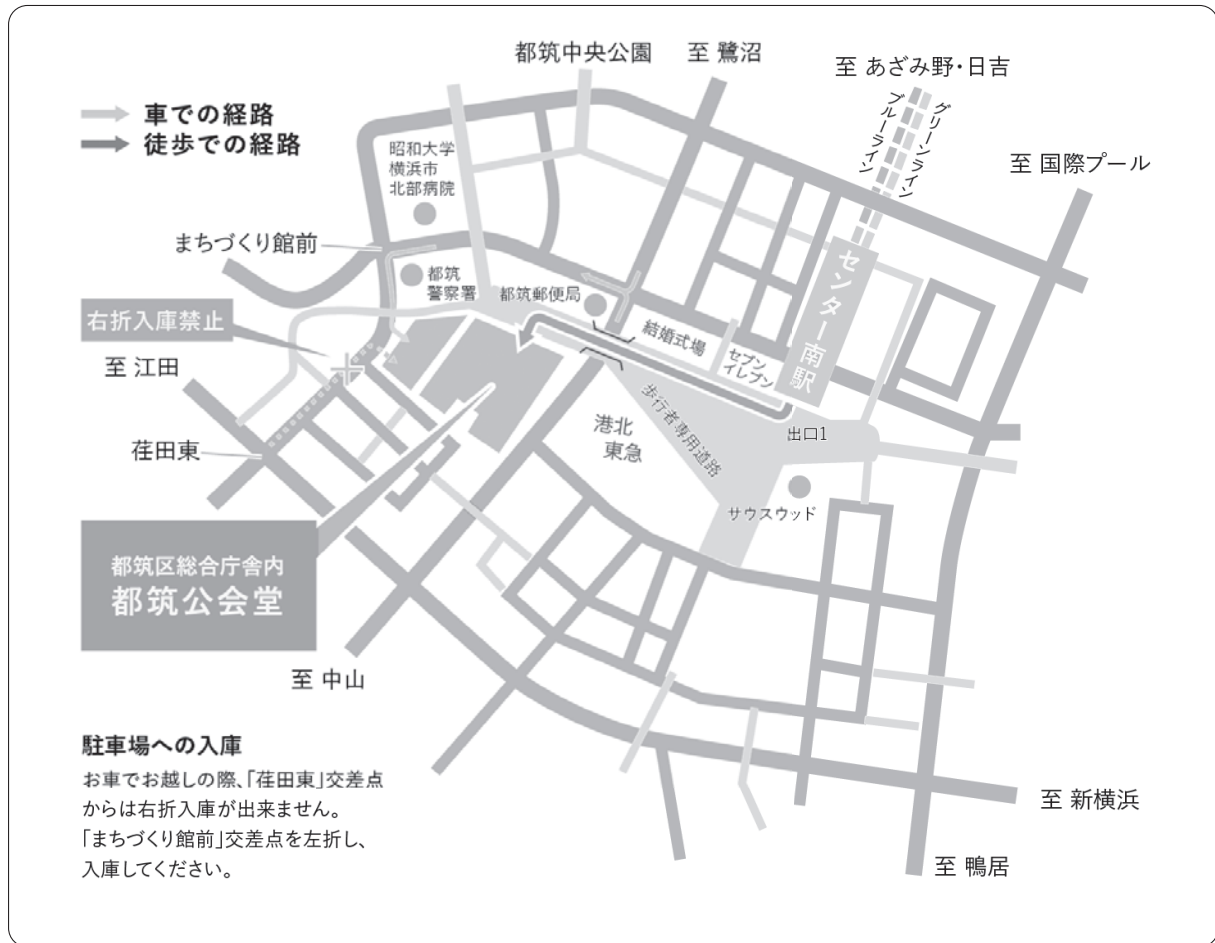 都筑中央公園
至 鷺沼
至 あざみ野・日吉
ブルーライン
グリーンライン
至 国際プール
車での経路
徒歩での経路
昭和大学
横浜市
北部病院
まちづくり館前
都筑
警察署
都筑郵便局
センター南駅
右折入庫禁止
結婚式場
セブン
イレブン
至 江田
歩行者専用道路
港北
東急
出口1
荏田東
サウスウッド
都筑区総合庁舎内
都筑公会堂
至 中山
駐車場への入庫
お車でお越しの際、「荏田東」交差点
からは右折入庫が出来ません。
「まちづくり館前」交差点を左折し、
入庫してください。
至 新横浜
至 鴨居